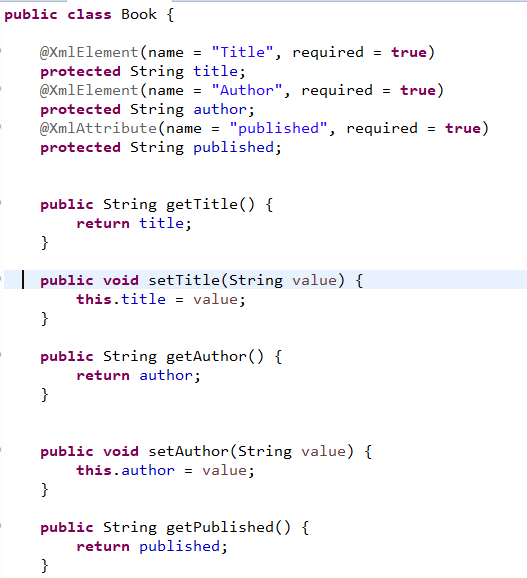 public class Book {
@XmlElement(name = "Title", required = true)
protected String title;
@XmlElement(name = "Author", required = true)
protected String author;
@XmlAttribute(name = "published", required = true)
protected String published;
public String getTitle() {
return title;
}
public void setTitle(String value) {
this.title = value;
}
public String getAuthor() {
return author;
}
public void setAuthor(String value) {
this.author = value;
}
public String getPublished() {
return published;
}